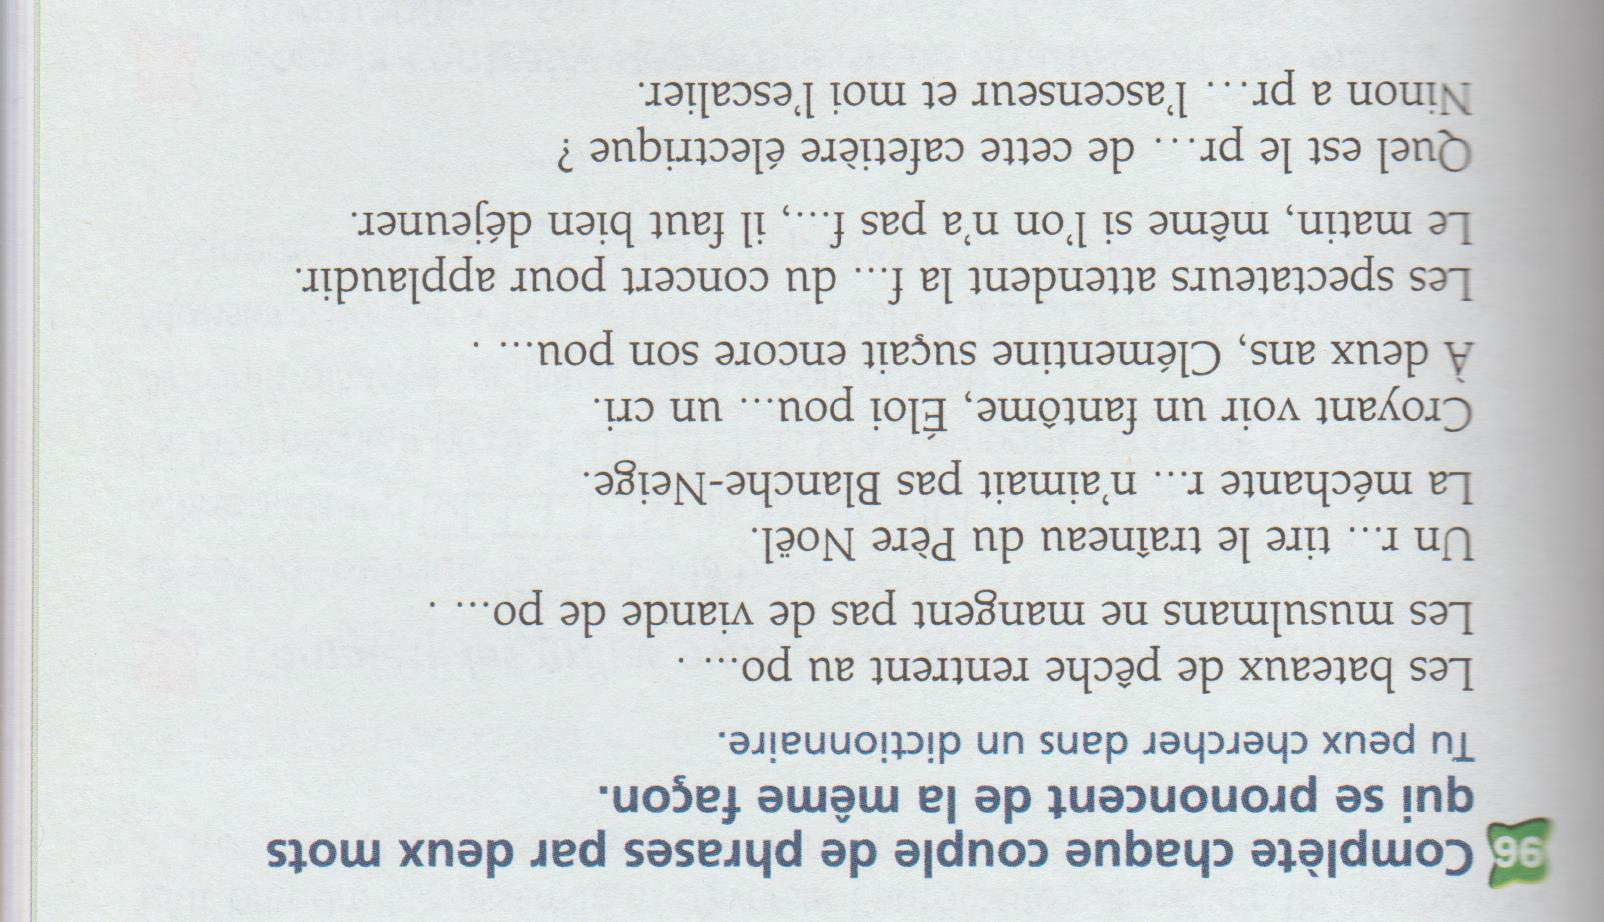 96 Complète chaque couple de phrases par deux mots
qui se prononcent de la même façon.
Tu peux chercher dans un dictionnaire.
Les bateaux de pêche rentrent au po... .
Les musulmans ne mangent pas de viande de po... .
Un r... tire le traîneau du Père Noël.
La méchante r... n'aimait pas Blanche-Neige.
Croyant voir un fantôme, Éloi pou... un cri.
À deux ans, Clémentine suçait encore son pou... .
Les spectateurs attendent la f... du concert pour applaudir.
Le matin, même si l'on n'a pas f..., il faut bien déjeuner.
Quel est le pr... de cette cafetière électrique ?
Ninon a pr... l'ascenseur et moi l'escalier.